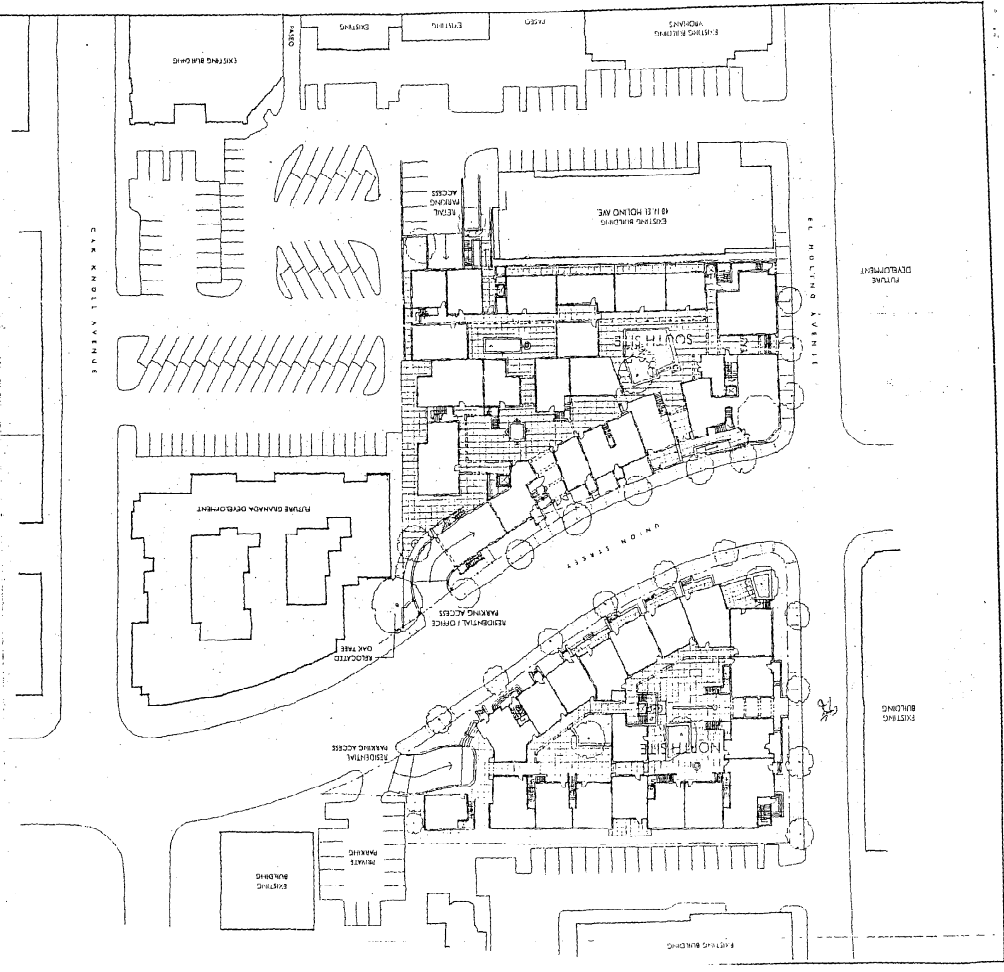 EXISTING BUILDING
PRIVATE
PARKING
EXISTING
BUILDING
NORTH SITE
RESIDENTIAL
PARKING ACCESS
EXISTING
BUILDING
RELOCATED
OAK TREE
RESIDENTIAL / OFFICE
PARKING ACCESS
UNION STREET
FUTURE GRANADA DEVELOPMENT
SOUTH SITE
FUTURE
DEVELOPMENT
EL MOLINO AVENUE
OAK KNOLL AVENUE
EXISTING BUILDING
N. EL MOLINO AVE.
RETAIL
PARKING
ACCESS
EXISTING BUILDING
VROMAN'S
PASEO
EXISTING
EXISTING
PASEO
EXISTING BUILDING